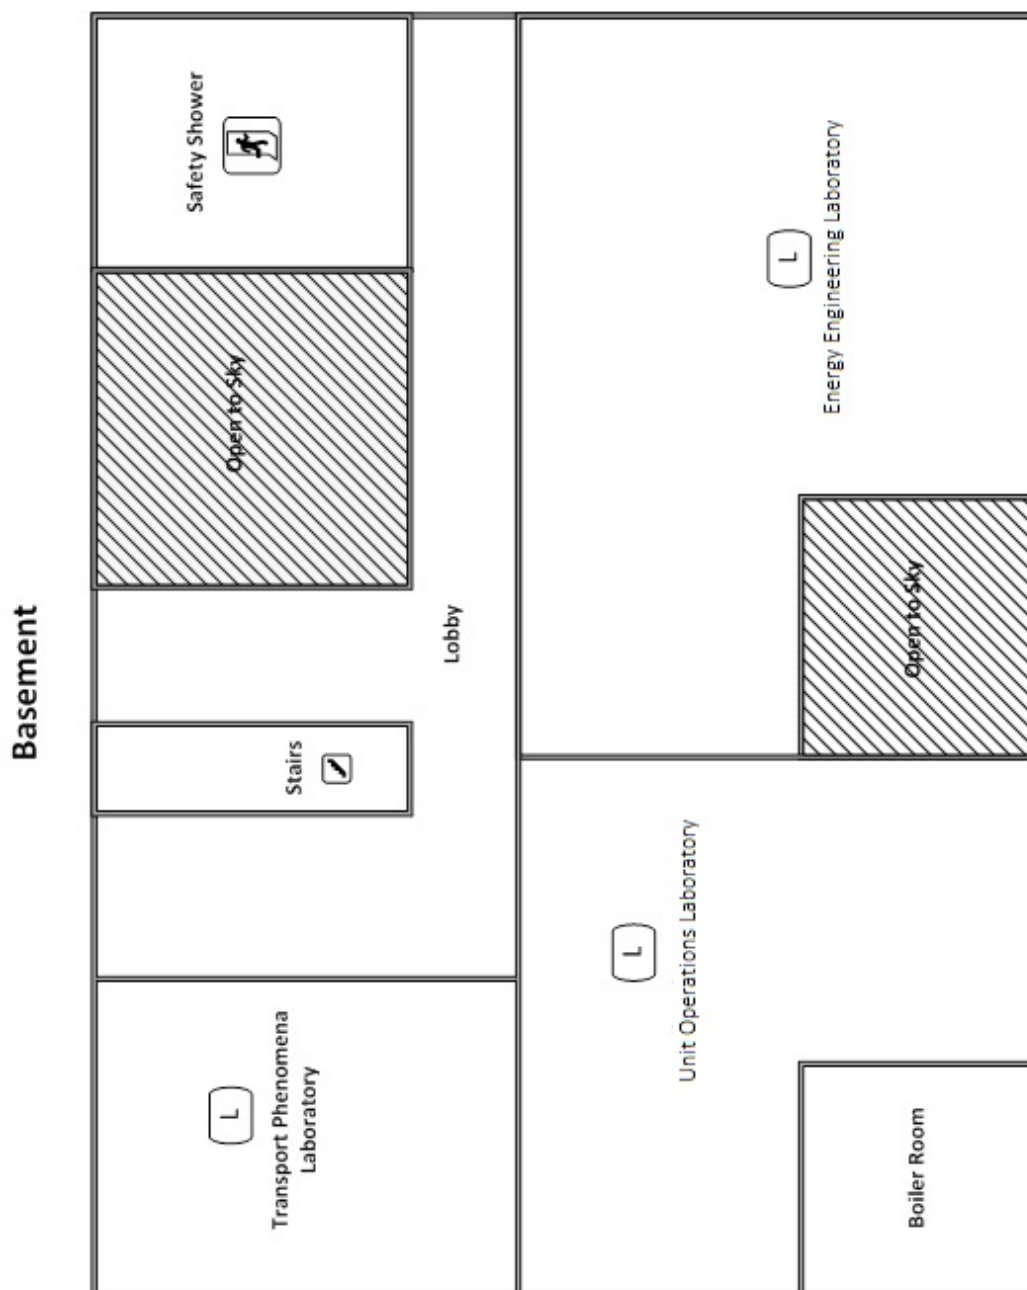 Basement
Transport Phenomena
Laboratory
L
Stairs
Open to Sky
Safety Shower
Lobby
Unit Operations Laboratory
L
Energy Engineering Laboratory
L
Boiler Room
Open to Sky